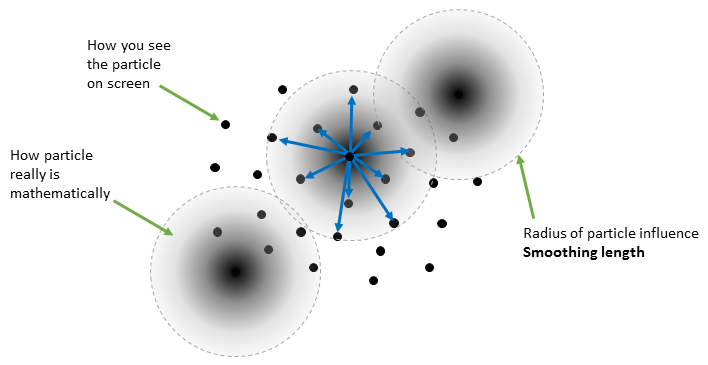 How you see
the particle
on screen
How particle
really is
mathematically
Radius of particle influence
Smoothing length